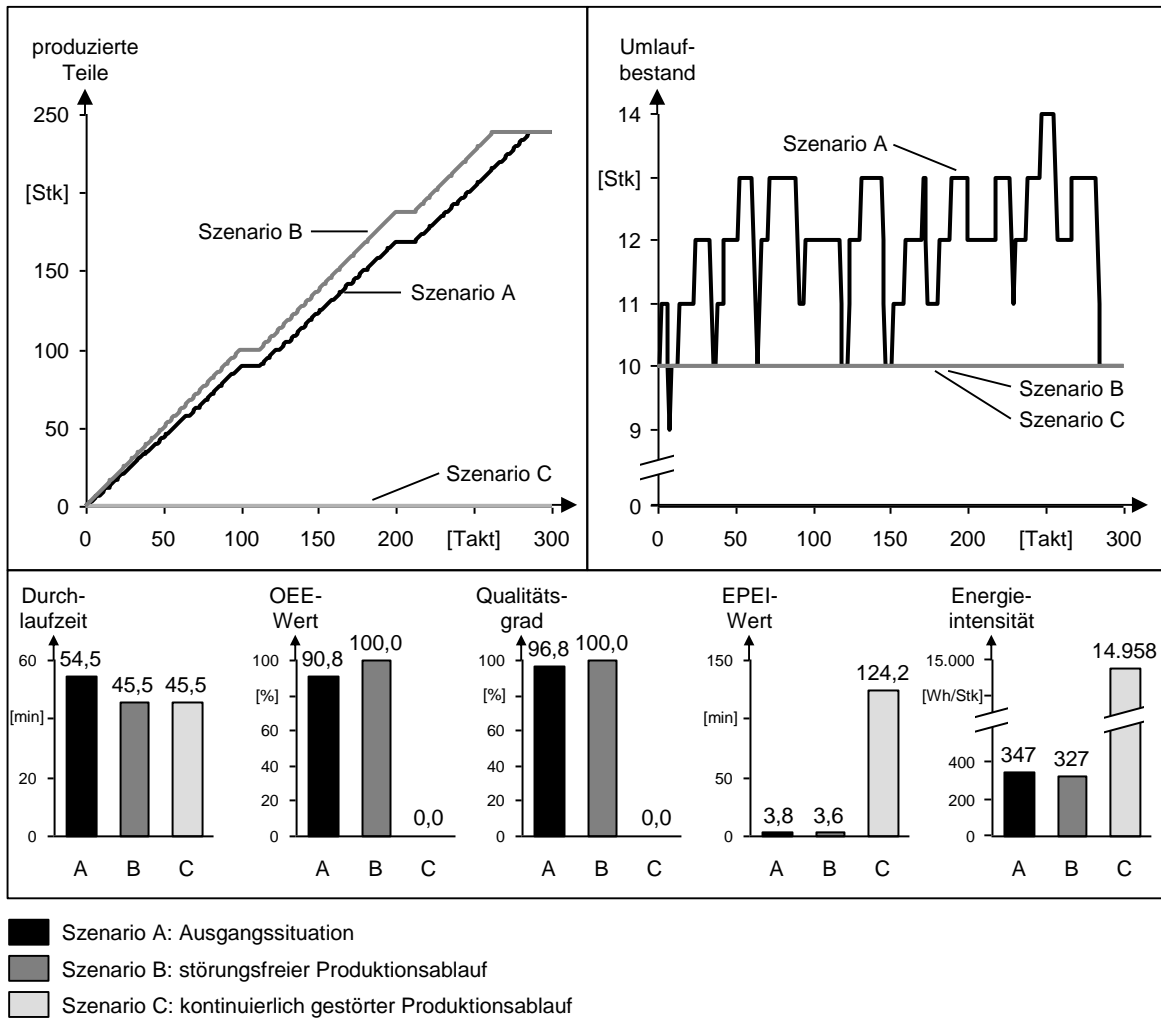 produzierte
Teile
250
[Stk]
150
100
50
0
Szenario B
Szenario A
Szenario C
0 50 100 150 200 [Takt] 300
Umlauf-
bestand
14
[Stk]
12
11
10
9
0
Szenario A
Szenario B
Szenario C
0 50 100 150 200 [Takt] 300
Durch-
laufzeit
60
[min]
20
0
54,5
45,5
45,5
A B C
OEE-
Wert
100
[%]
60
40
20
0
90,8
100,0
0,0
A B C
Qualitäts-
grad
100
[%]
60
40
20
0
96,8
100,0
0,0
A B C
EPEI-
Wert
150
[min]
50
0
3,8
3,6
124,2
A B C
Energie-
intensität
15.000
[Wh/Stk]
400
200
0
347
327
14.958
A B C
Szenario A: Ausgangssituation
Szenario B: störungsfreier Produktionsablauf
Szenario C: kontinuierlich gestörter Produktionsablauf